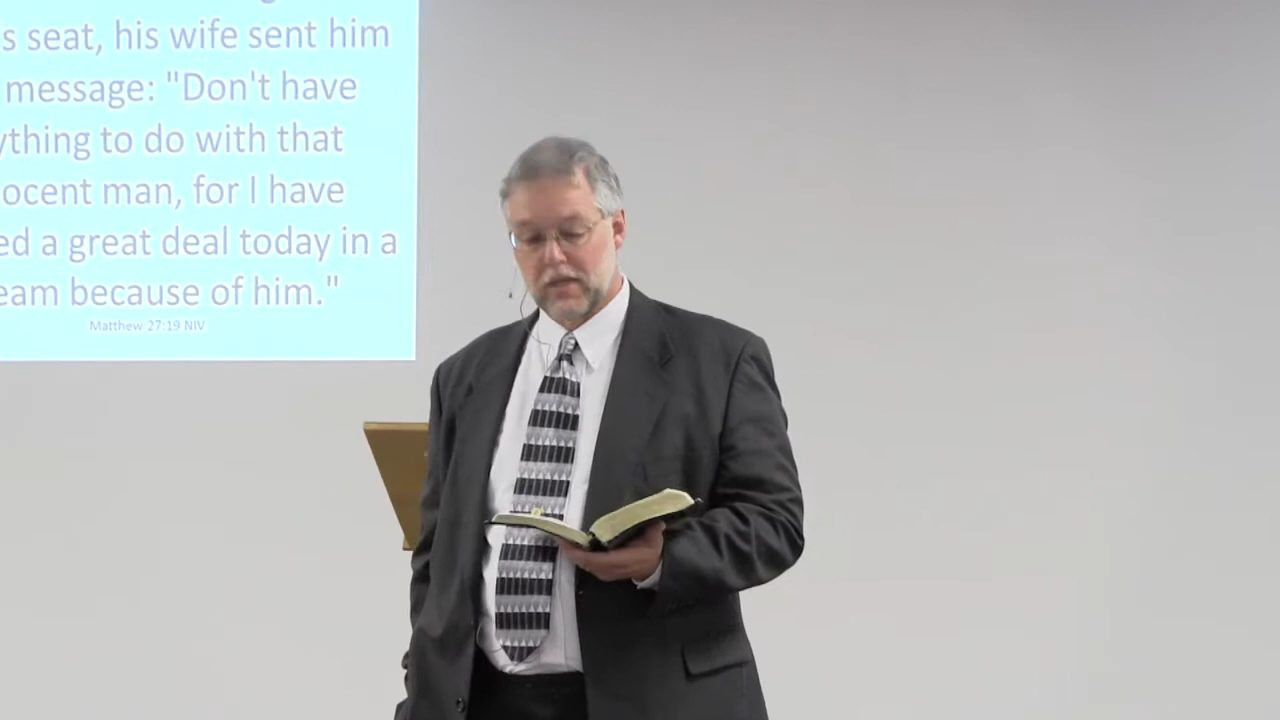 s seat, his wife sent him
message: "Don't have
ything to do with that
ocent man, for I have
ed a great deal today in a
eam because of him."
Matthew 27:19 NIV